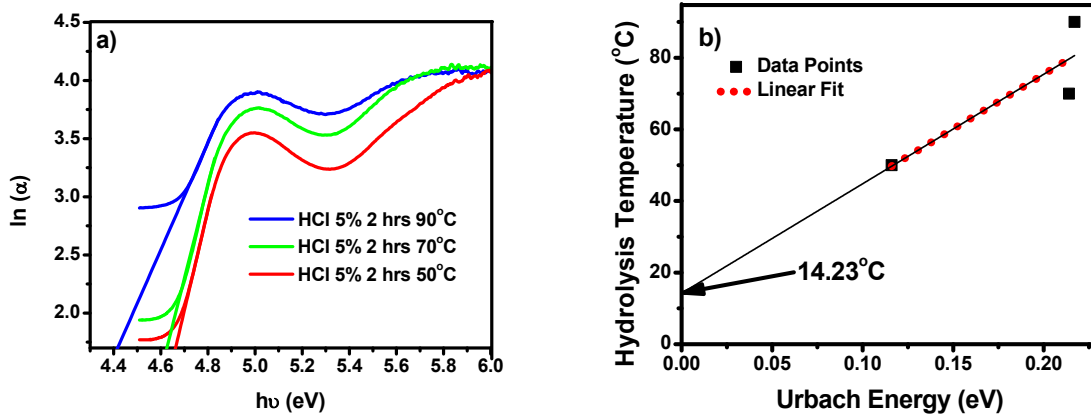 a)
ln (α)
4.5
4.0
3.5
3.0
2.5
2.0
HCl 5% 2 hrs 90°C
HCl 5% 2 hrs 70°C
HCl 5% 2 hrs 50°C
4.4 4.6 4.8 5.0 5.2 5.4 5.6 5.8 6.0
hυ (eV)
b)
Hydrolysis Temperature (°C)
80
60
40
20
0
Data Points
Linear Fit
14.23°C
0.00 0.05 0.10 0.15 0.20
Urbach Energy (eV)